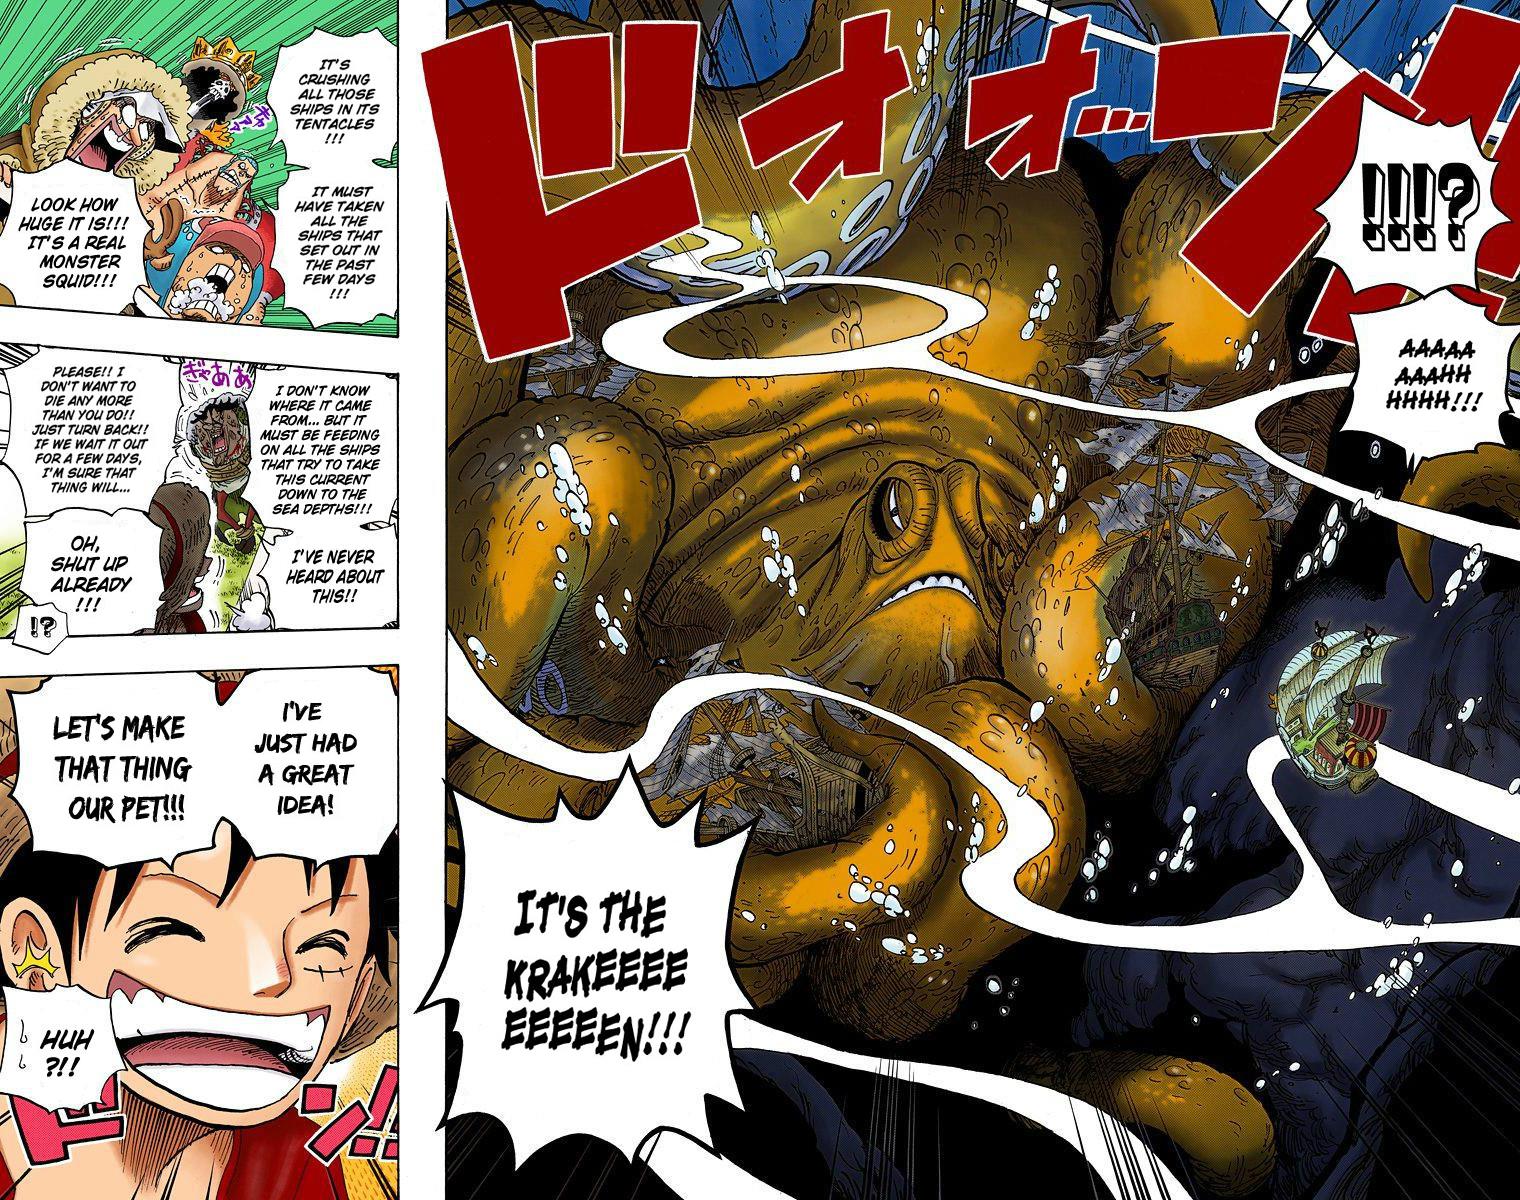 ドオオ...ン!!
!!!?
AAAAA
AAAHH
HHHH!!!
IT'S THE
KRAKEEEE
EEEEEEN!!!
IT'S
CRUSHING
ALL THOSE
SHIPS IN ITS
TENTACLES
!!!
IT MUST
HAVE TAKEN
ALL THE
SHIPS THAT
SET OUT IN
THE PAST
FEW DAYS
!!!
LOOK HOW
HUGE IT IS!!!
IT'S A REAL
MONSTER
SQUID!!!
I DON'T KNOW
WHERE IT CAME
FROM... BUT IT
MUST BE FEEDING
ON ALL THE SHIPS
THAT TRY TO TAKE
THIS CURRENT
DOWN TO THE
SEA DEPTHS!!!
I'VE NEVER
HEARD ABOUT
THIS!!
ぎゃああ
PLEASE!! I
DON'T WANT TO
DIE ANY MORE
THAN YOU DO!!
JUST TURN BACK!!
IF WE WAIT IT OUT
FOR A FEW DAYS,
I'M SURE THAT
THING WILL...
OH,
SHUT UP
ALREADY
!!!
!?
I'VE
JUST HAD
A GREAT
IDEA!
LET'S MAKE
THAT THING
OUR PET!!!
HUH
?!!
ドン!!